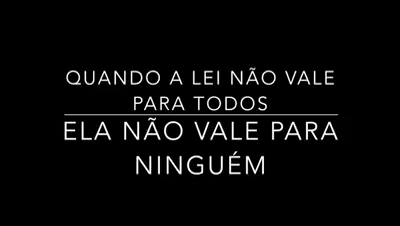 QUANDO A LEI NÃO VALE
PARA TODOS
ELA NÃO VALE PARA
NINGUÉM